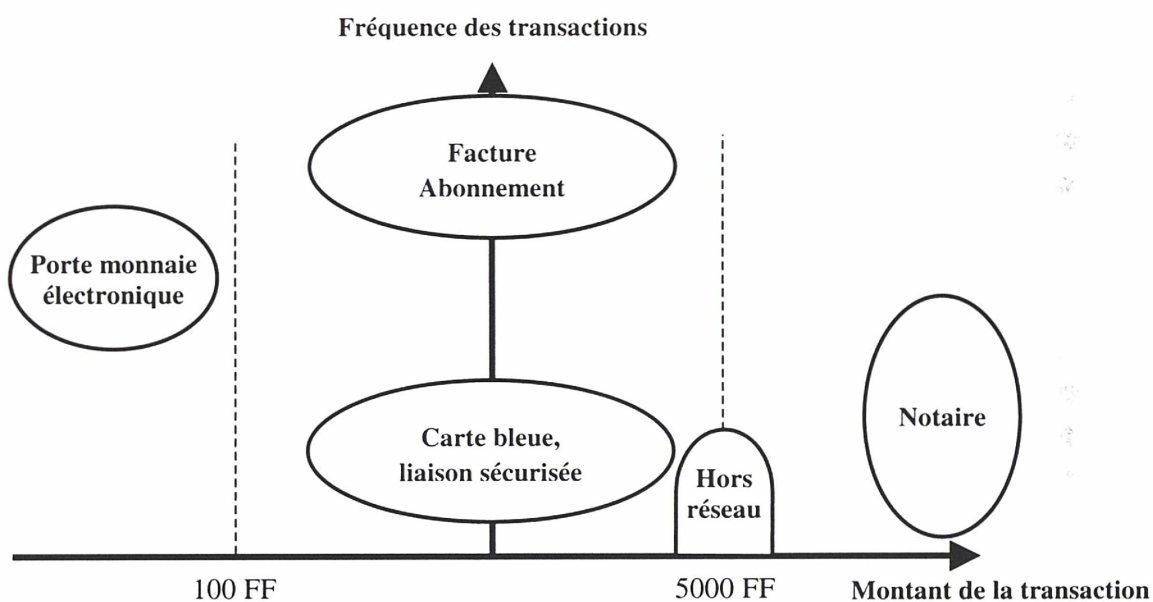 Fréquence des transactions
Facture
Abonnement
Porte monnaie
électronique
Carte bleue,
liaison sécurisée
Hors
réseau
Notaire
100 FF
5000 FF
Montant de la transaction